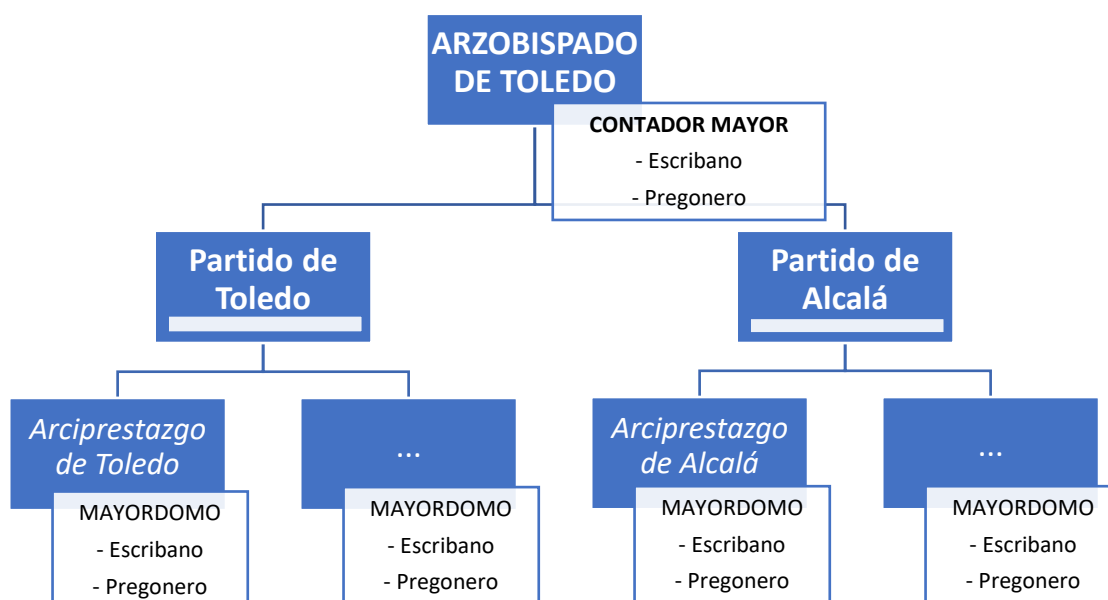 ARZOBISPADO
DE TOLEDO
CONTADOR MAYOR
- Escribano
- Pregonero
Partido de
Toledo
Partido de
Alcalá
Arciprestazgo
de Toledo
MAYORDOMO
- Escribano
- Pregonero
...
MAYORDOMO
- Escribano
- Pregonero
Arciprestazgo
de Alcalá
MAYORDOMO
- Escribano
- Pregonero
...
MAYORDOMO
- Escribano
- Pregonero